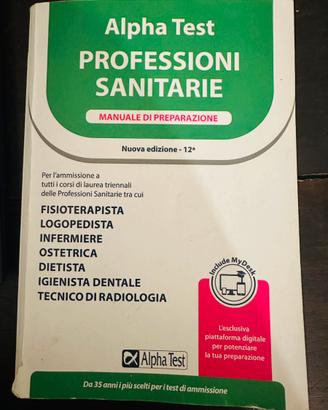 Alpha Test
PROFESSIONI
SANITARIE
MANUALE DI PREPARAZIONE
Nuova edizione - 12ª
Per l'ammissione a
tutti i corsi di laurea triennali
delle Professioni Sanitarie tra cui
FISIOTERAPISTA
LOGOPEDISTA
INFERMIERE
OSTETRICA
DIETISTA
IGIENISTA DENTALE
TECNICO DI RADIOLOGIA
Include MyDesk
L'esclusiva
piattaforma digitale
per potenziare
la tua preparazione
Alpha Test
Da 35 anni i più scelti per i test di ammissione